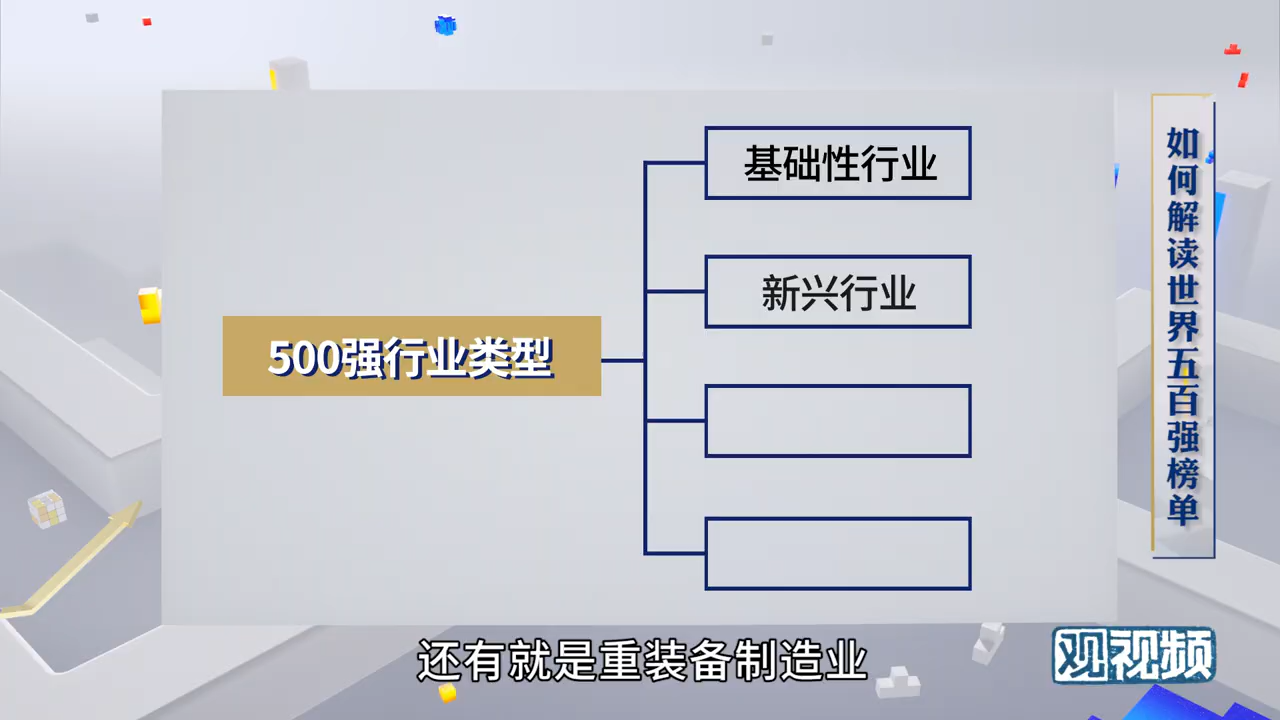 基础性行业
新兴行业
500强行业类型
如何解读世界五百强榜单
还有就是重装备制造业
观视频